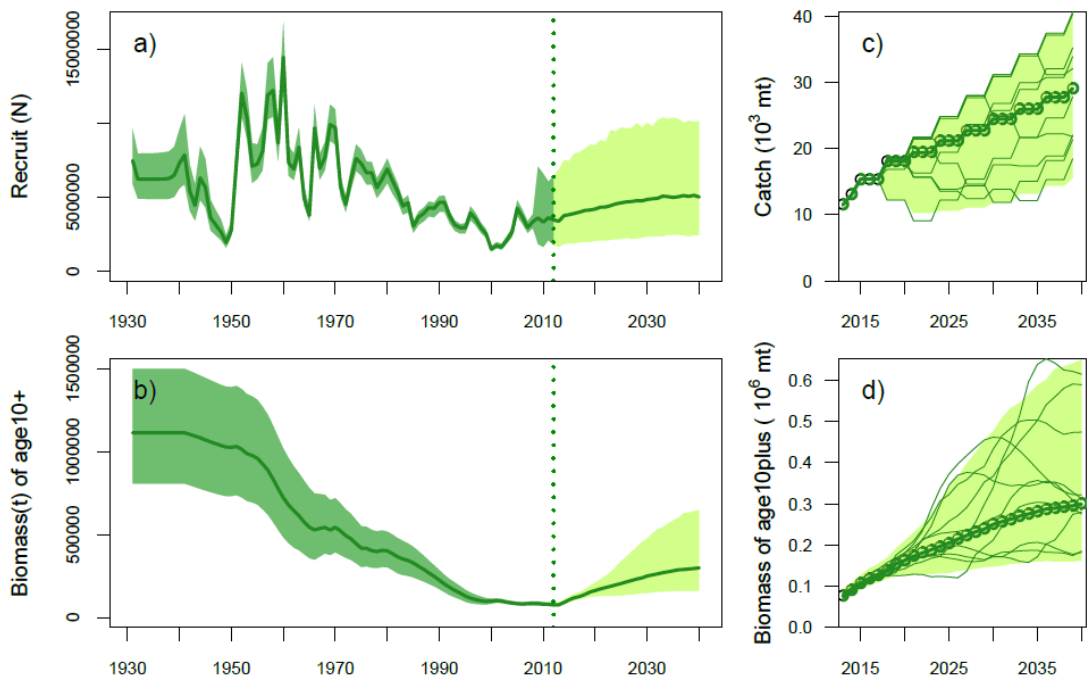 a)
Recruit (N)
15000000
5000000
0
1930 1950 1970 1990 2010 2030
c)
Catch (10³ mt)
40
30
20
10
0
2015 2025 2035
b)
Biomass(t) of age10+
1500000
1000000
500000
0
1930 1950 1970 1990 2010 2030
d)
Biomass of age10plus ( 10⁶ mt)
0.6
0.5
0.4
0.3
0.2
0.1
0.0
2015 2025 2035